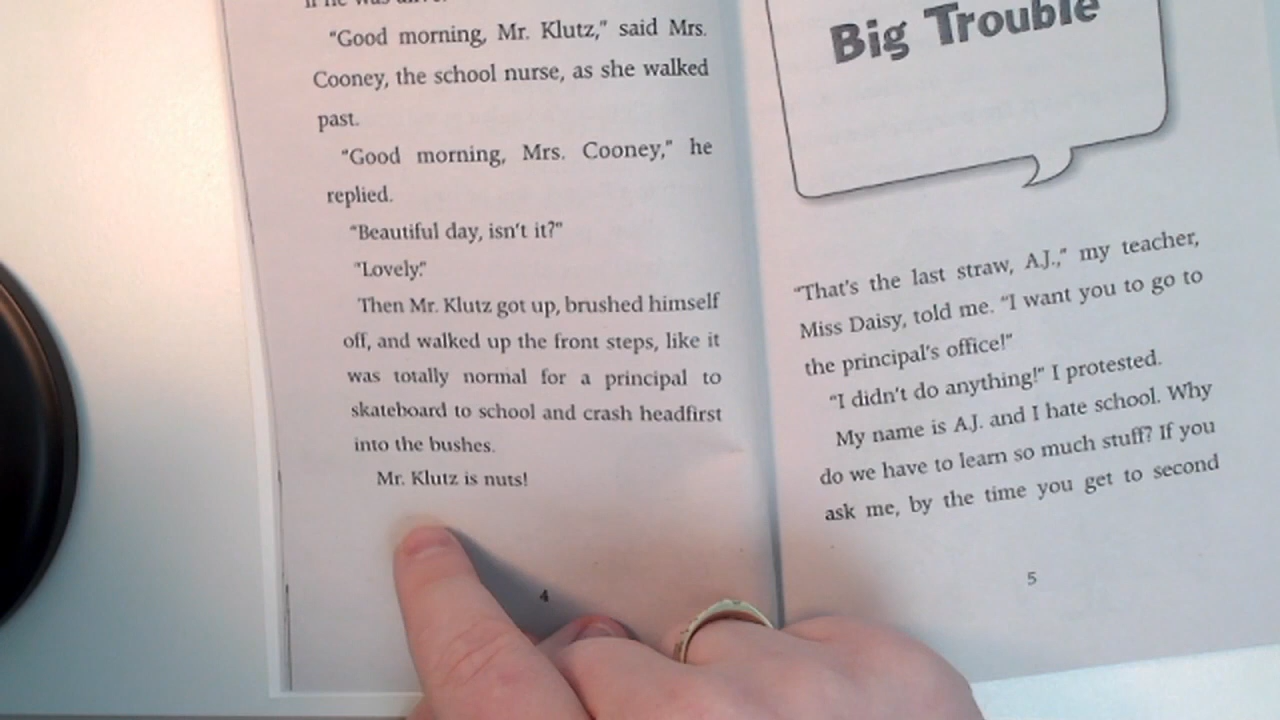 "Good morning, Mr. Klutz," said Mrs.
Cooney, the school nurse, as she walked
past.
"Good morning, Mrs. Cooney," he
replied.
"Beautiful day, isn't it?"
"Lovely."
Then Mr. Klutz got up, brushed himself
off, and walked up the front steps, like it
was totally normal for a principal to
skateboard to school and crash headfirst
into the bushes.
Mr. Klutz is nuts!
4
Big Trouble
"That's the last straw, A.J.," my teacher,
Miss Daisy, told me. "I want you to go to
the principal's office!"
"I didn't do anything!" I protested.
My name is A.J. and I hate school. Why
do we have to learn so much stuff? If you
ask me, by the time you get to second
5